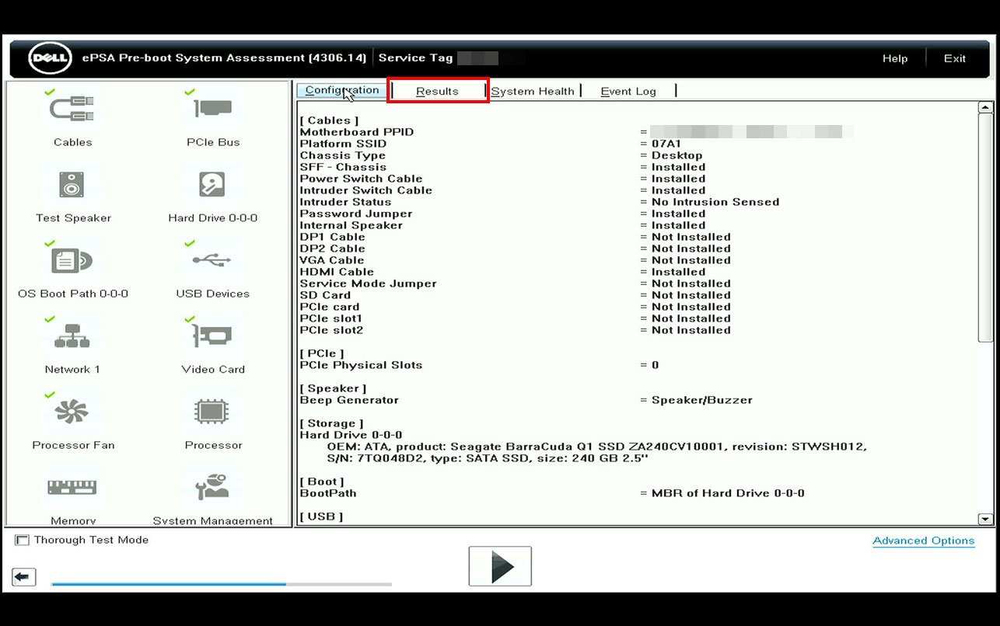 DELL
ePSA Pre-boot System Assessment (4306.14) Service Tag
Help Exit
Cables
PCIe Bus
Test Speaker
Hard Drive 0-0-0
OS Boot Path 0-0-0
USB Devices
Network 1
Video Card
Processor Fan
Processor
Memory
System Management
Configuration Results System Health Event Log
[ Cables ]
Motherboard PPID =
Platform SSID = 07A1
Chassis Type = Desktop
SFF - Chassis = Installed
Power Switch Cable = Installed
Intruder Switch Cable = Installed
Intruder Status = No Intrusion Sensed
Password Jumper = Installed
Internal Speaker = Installed
DP1 Cable = Not Installed
DP2 Cable = Not Installed
VGA Cable = Not Installed
HDMI Cable = Installed
Service Mode Jumper = Not Installed
SD Card = Not Installed
PCIe card = Not Installed
PCIe slot1 = Not Installed
PCIe slot2 = Not Installed
[ PCIe ]
PCIe Physical Slots = 0
[ Speaker ]
Beep Generator = Speaker/Buzzer
[ Storage ]
Hard Drive 0-0-0
OEM: ATA, product: Seagate BarraCuda Q1 SSD ZA240CV10001, revision: STWSH012,
S/N: 7TQ048D2, type: SATA SSD, size: 240 GB 2.5"
[ Boot ]
BootPath = MBR of Hard Drive 0-0-0
[ USB ]
Thorough Test Mode
Advanced Options